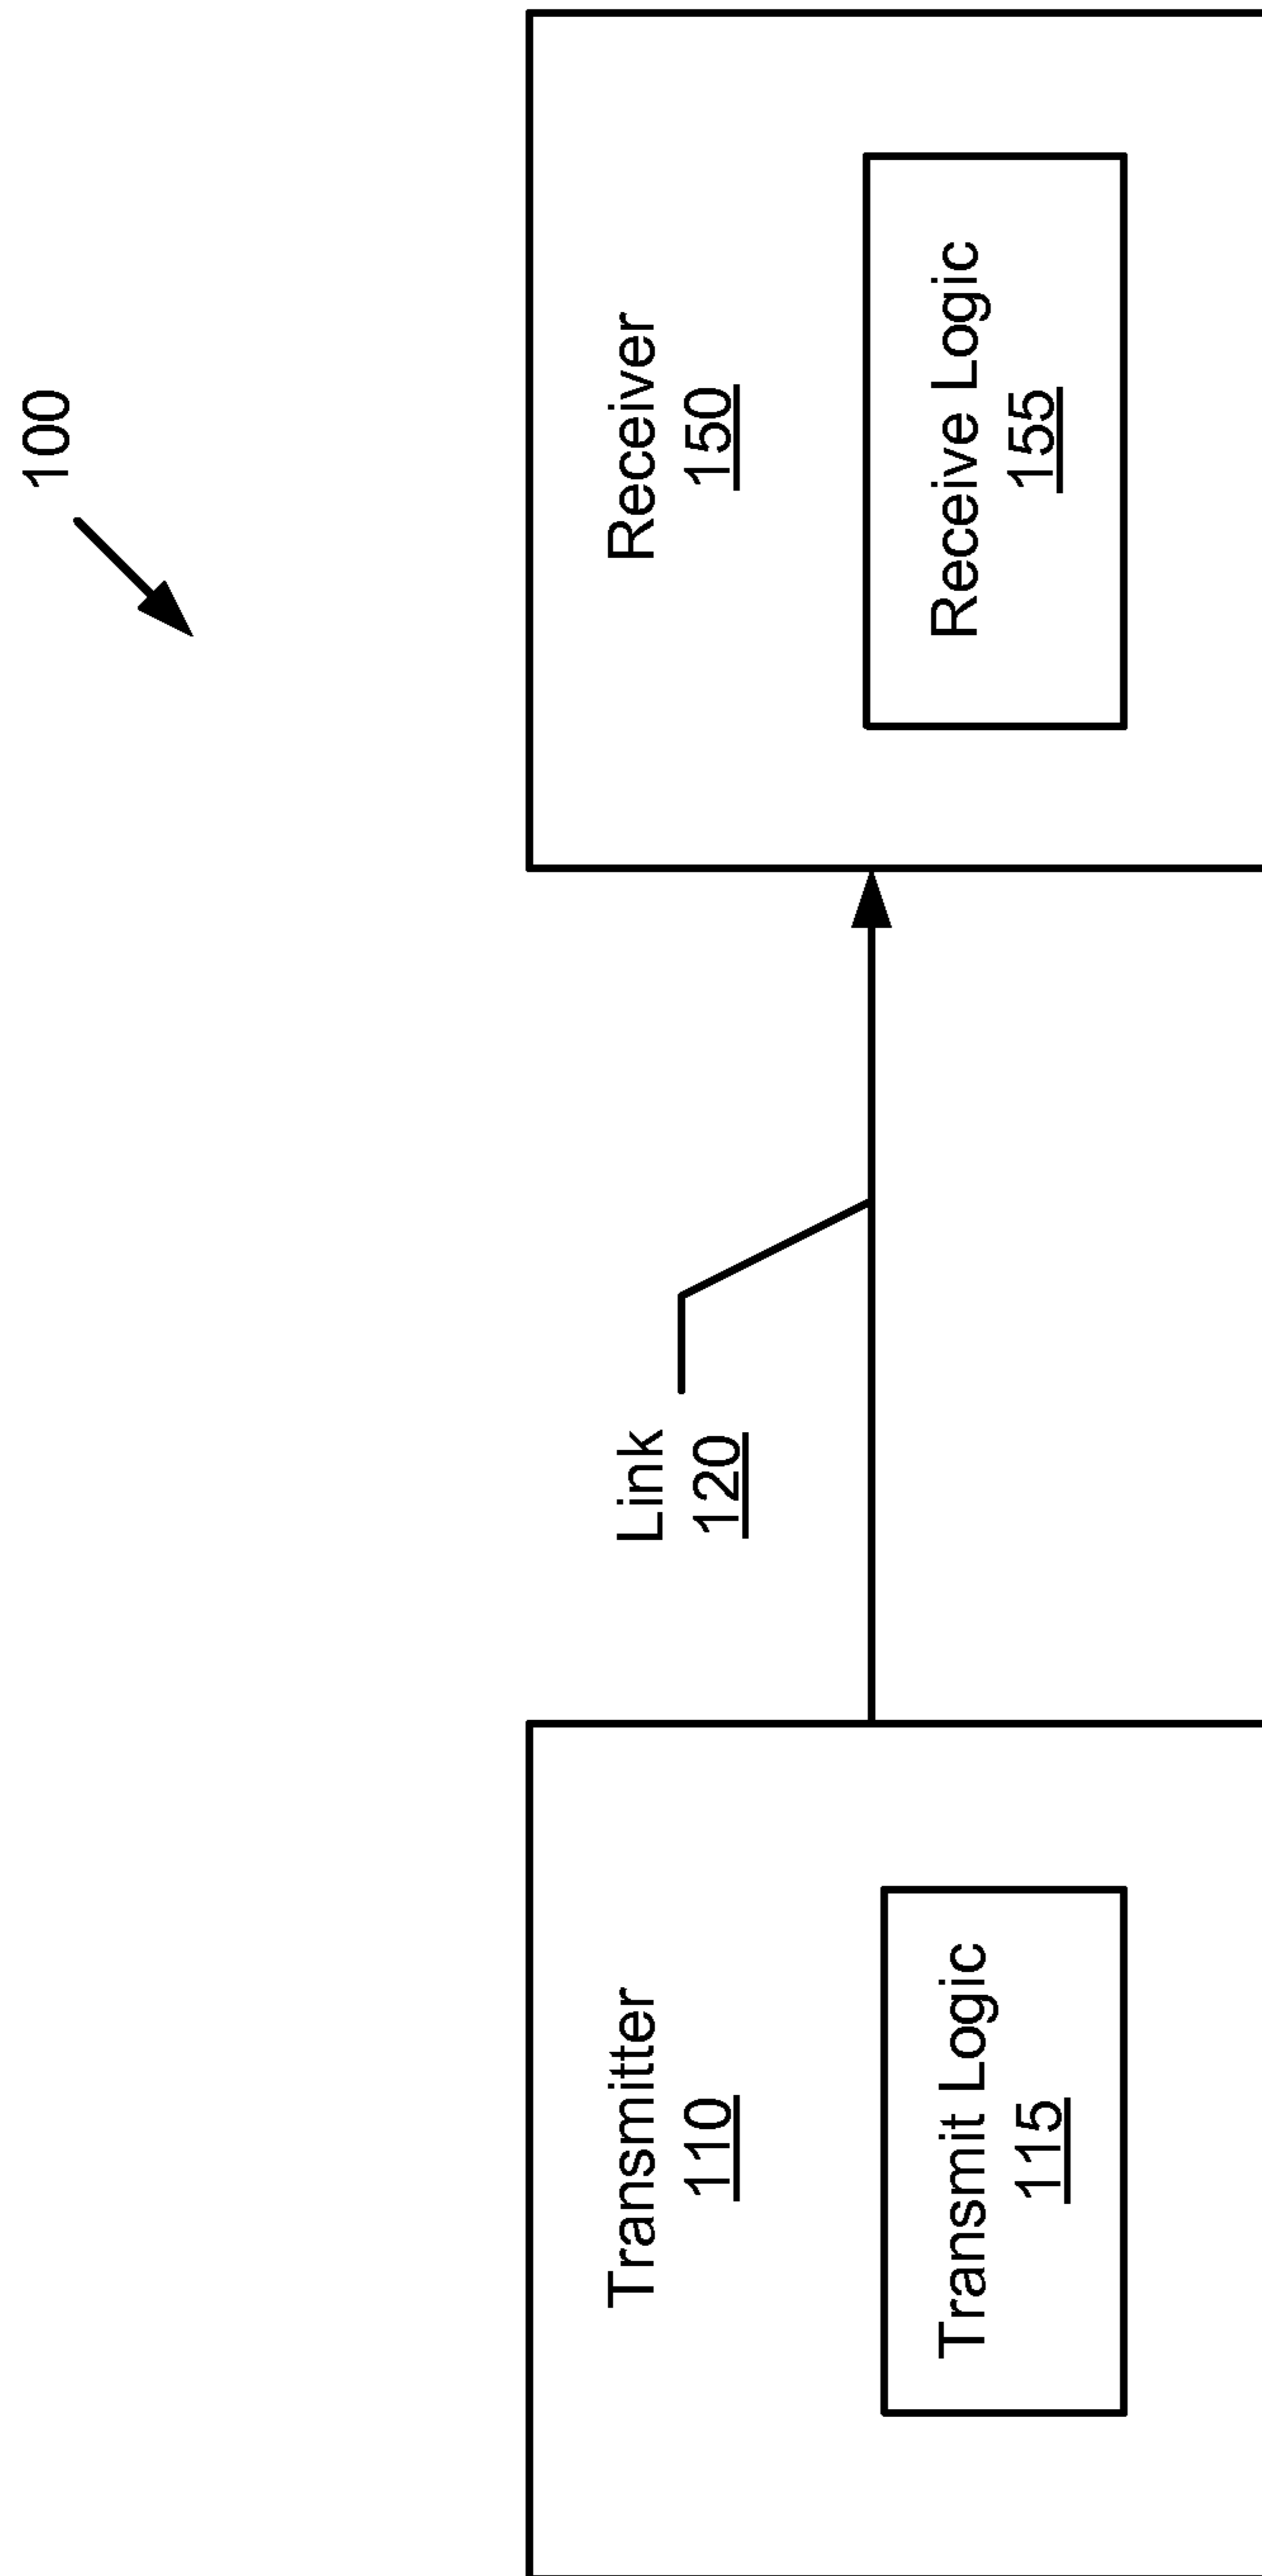 100
Transmitter
110
Transmit Logic
115
Link
120
Receiver
150
Receive Logic
155